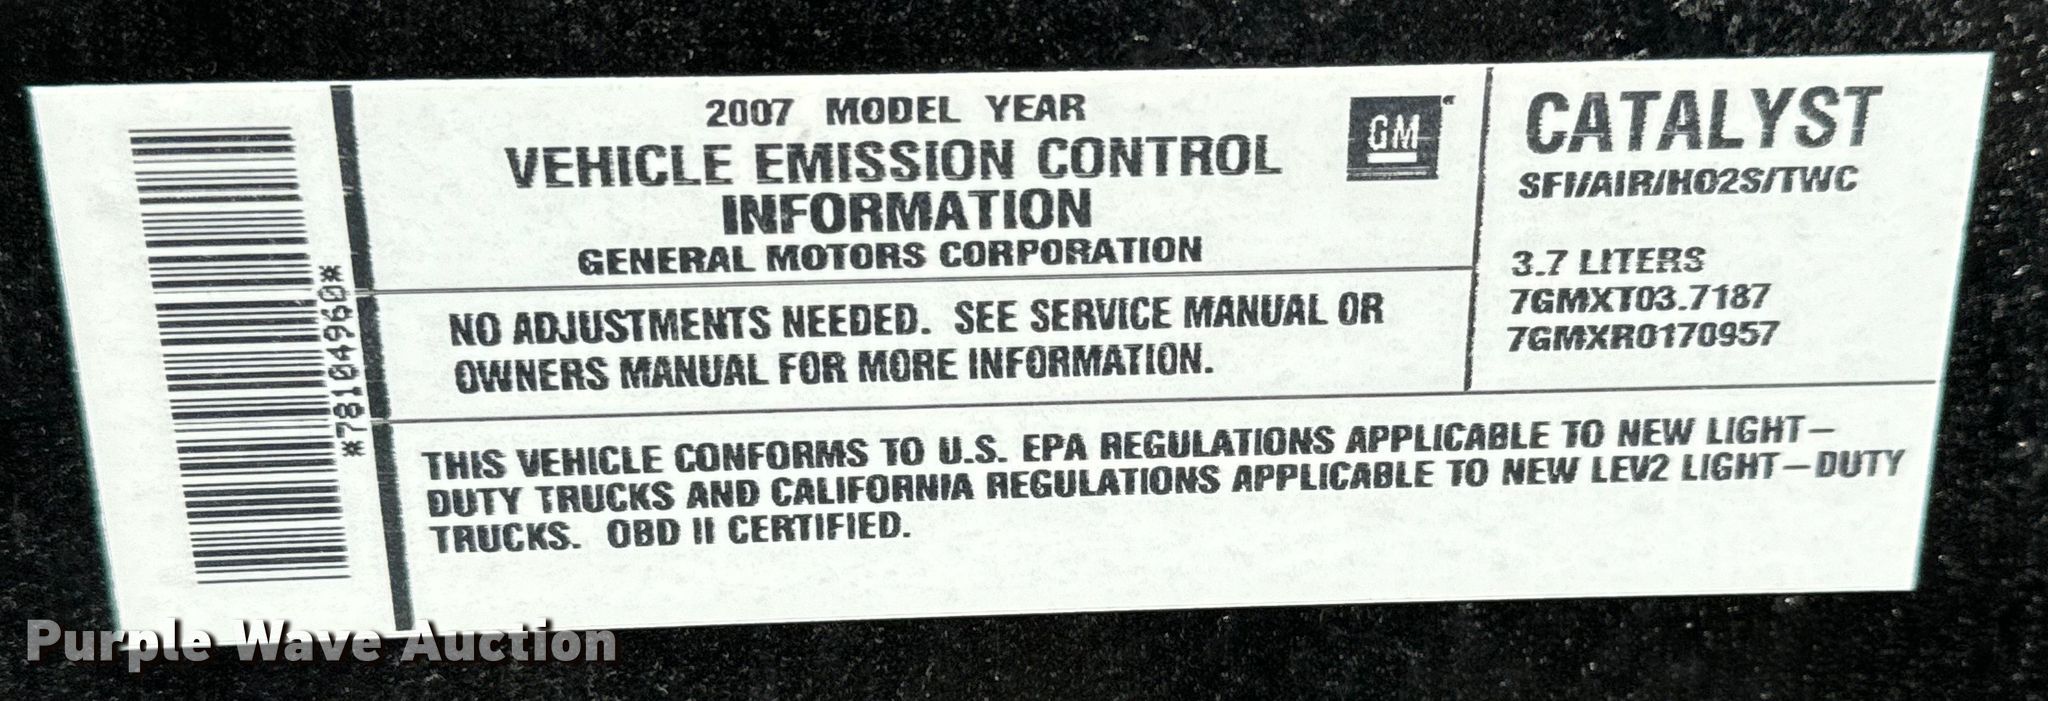 *78104960*
2007 MODEL YEAR
VEHICLE EMISSION CONTROL
INFORMATION
GENERAL MOTORS CORPORATION
GM
NO ADJUSTMENTS NEEDED. SEE SERVICE MANUAL OR
OWNERS MANUAL FOR MORE INFORMATION.
CATALYST
SFI/AIR/HO2S/TWC
3.7 LITERS
7GMXT03.7187
7GMXR0170957
THIS VEHICLE CONFORMS TO U.S. EPA REGULATIONS APPLICABLE TO NEW LIGHT-
DUTY TRUCKS AND CALIFORNIA REGULATIONS APPLICABLE TO NEW LEV2 LIGHT-DUTY
TRUCKS. OBD II CERTIFIED.
Purple Wave Auction